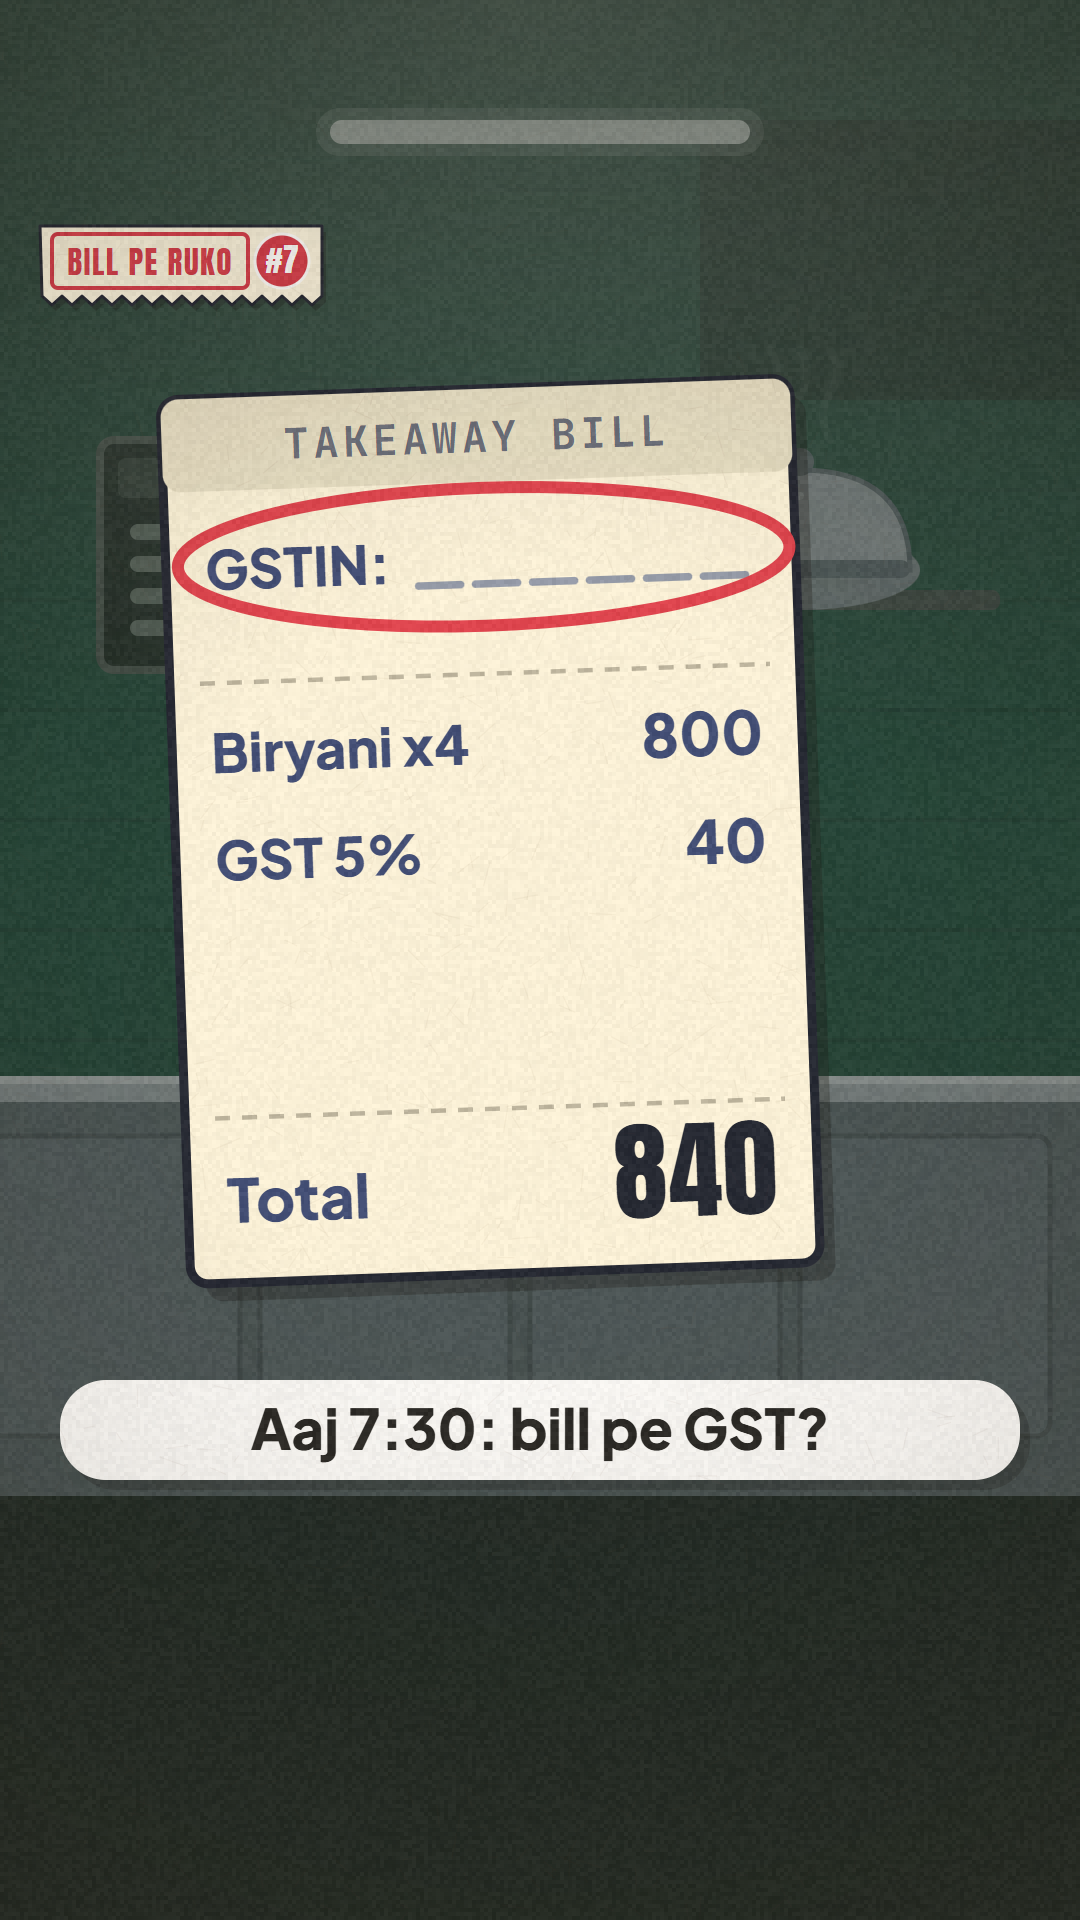 BILL PE RUKO #7
TAKEAWAY BILL
GSTIN: _ _ _ _ _ _
Biryani x4 800
GST 5% 40
Total 840
Aaj 7:30: bill pe GST?